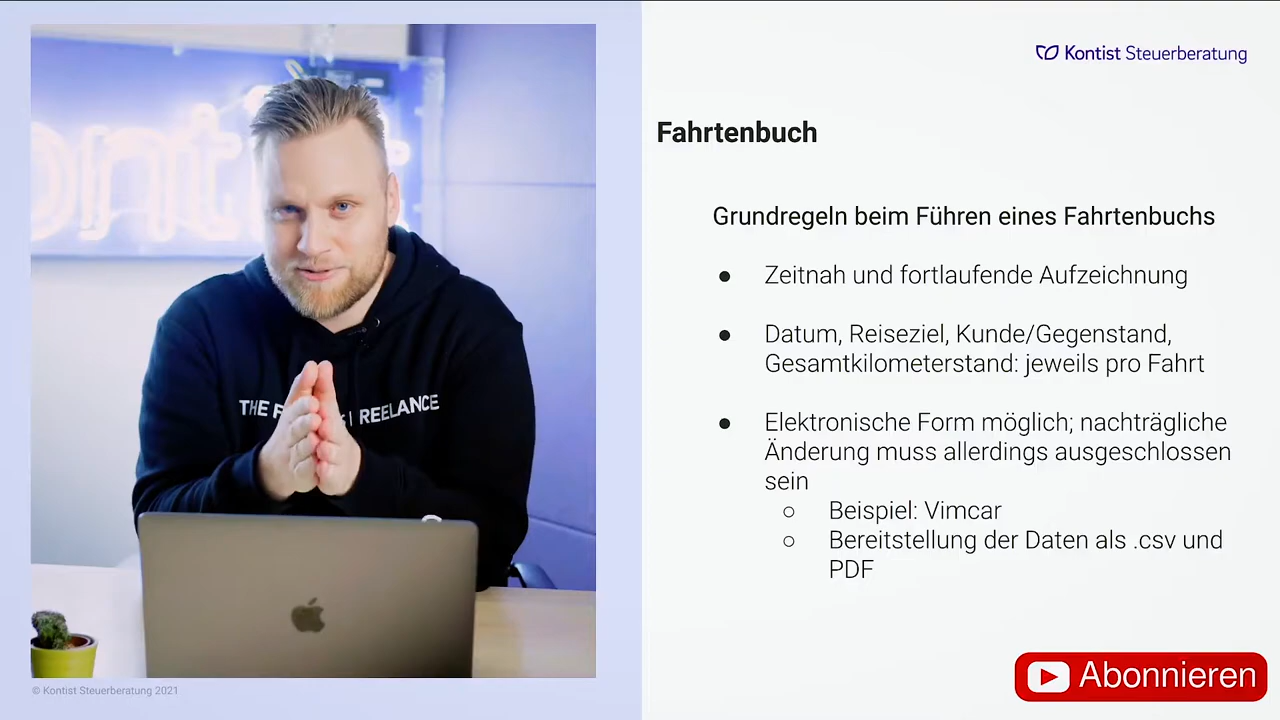 Kontist Steuerberatung
Fahrtenbuch
Grundregeln beim Führen eines Fahrtenbuchs
● Zeitnah und fortlaufende Aufzeichnung
● Datum, Reiseziel, Kunde/Gegenstand,
Gesamtkilometerstand: jeweils pro Fahrt
● Elektronische Form möglich; nachträgliche
Änderung muss allerdings ausgeschlossen
sein
○ Beispiel: Vimcar
○ Bereitstellung der Daten als .csv und
PDF
THE F | REELANCE
© Kontist Steuerberatung 2021
Abonnieren